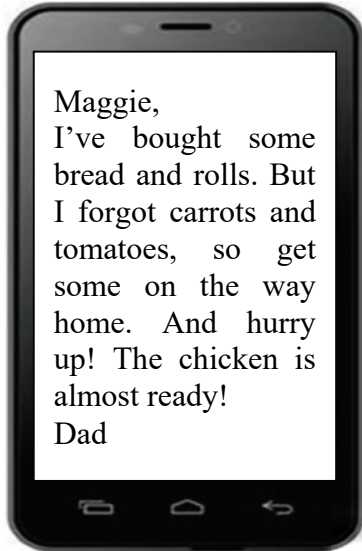 Maggie,
I’ve bought some
bread and rolls. But
I forgot carrots and
tomatoes, so get
some on the way
home. And hurry
up! The chicken is
almost ready!
Dad